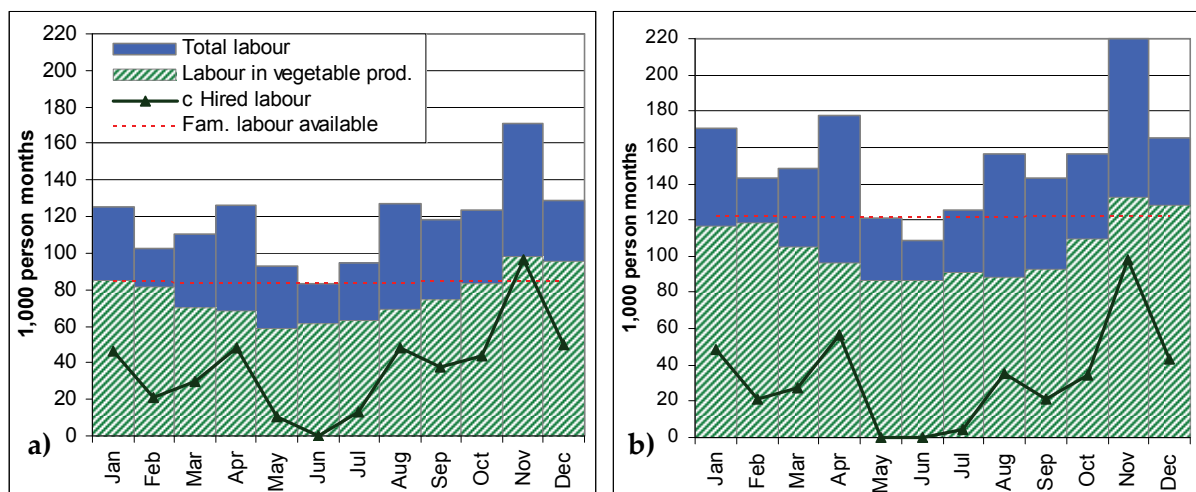 220
200
180
160
140
120
100
80
60
40
20
0
1,000 person months
Total labour
Labour in vegetable prod.
c Hired labour
Fam. labour available
Jan
Feb
Mar
Apr
May
Jun
Jul
Aug
Sep
Oct
Nov
Dec
a)
220
200
180
160
140
120
100
80
60
40
20
0
1,000 person months
Jan
Feb
Mar
Apr
May
Jun
Jul
Aug
Sep
Oct
Nov
Dec
b)